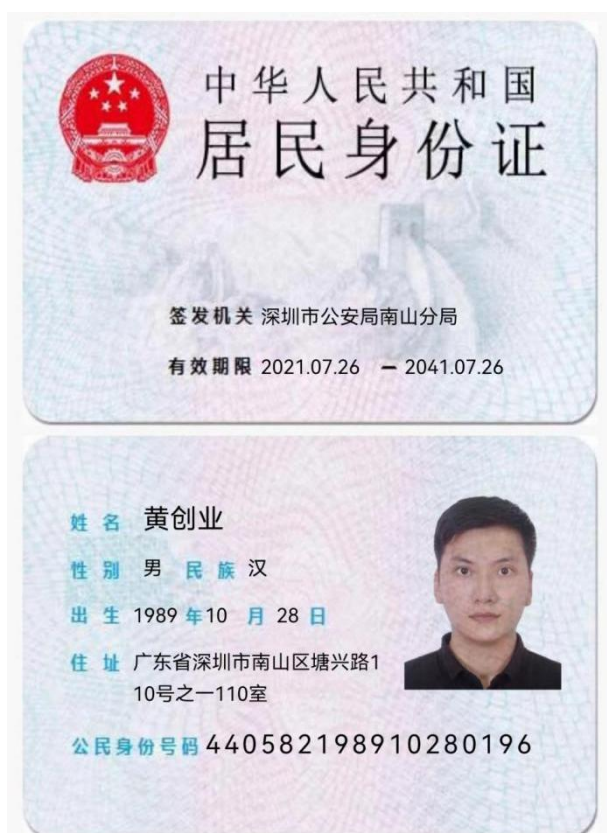 中华人民共和国
居民身份证
签发机关 深圳市公安局南山分局
有效期限 2021.07.26 - 2041.07.26
姓名 黄创业
性别 男 民族 汉
出生 1989 年 10 月 28 日
住址 广东省深圳市南山区塘兴路1
10号之一110室
公民身份号码 440582198910280196